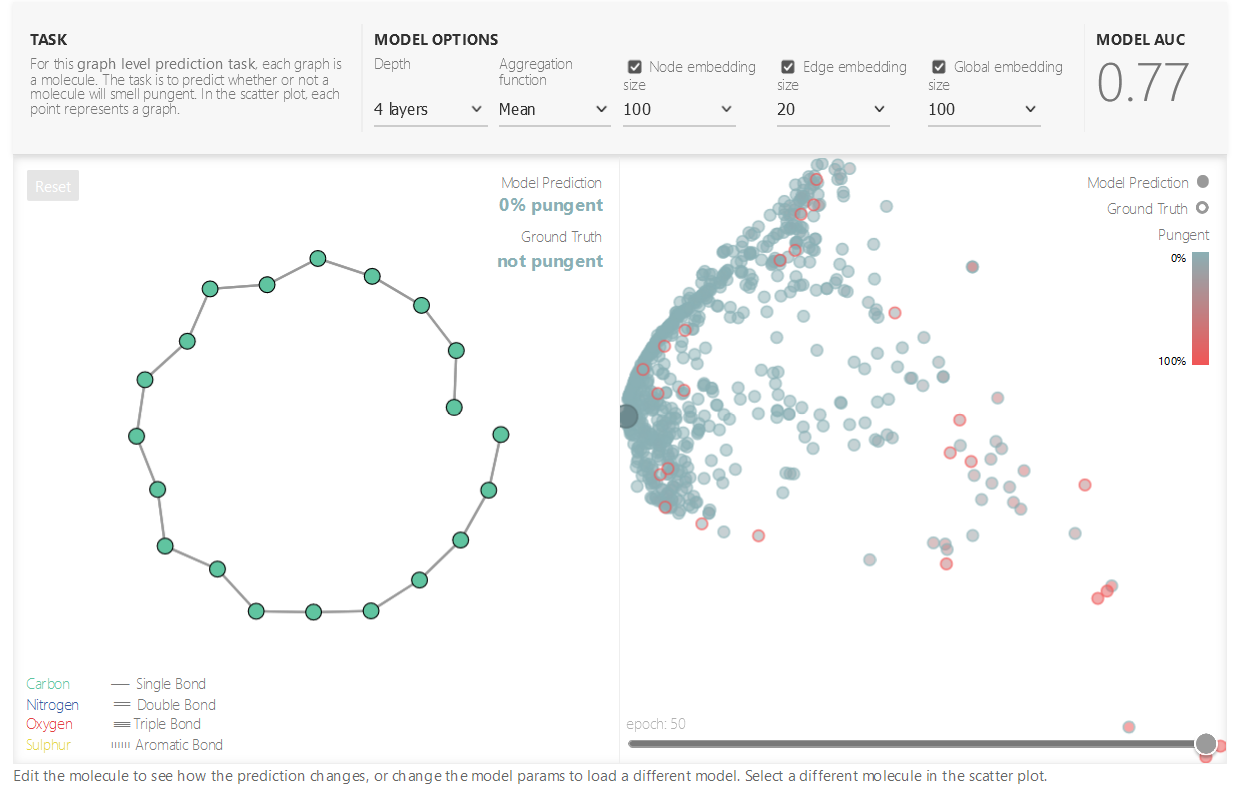 TASK
For this graph level prediction task, each graph is
a molecule. The task is to predict whether or not a
molecule will smell pungent. In the scatter plot, each
point represents a graph.
MODEL OPTIONS
Depth
4 layers
Aggregation
function
Mean
Node embedding
size
100
Edge embedding
size
20
Global embedding
size
100
MODEL AUC
0.77
Reset
Model Prediction
0% pungent
Ground Truth
not pungent
Carbon
Nitrogen
Oxygen
Sulphur
Single Bond
Double Bond
Triple Bond
Aromatic Bond
Model Prediction
Ground Truth
Pungent
0%
100%
epoch: 50
Edit the molecule to see how the prediction changes, or change the model params to load a different model. Select a different molecule in the scatter plot.